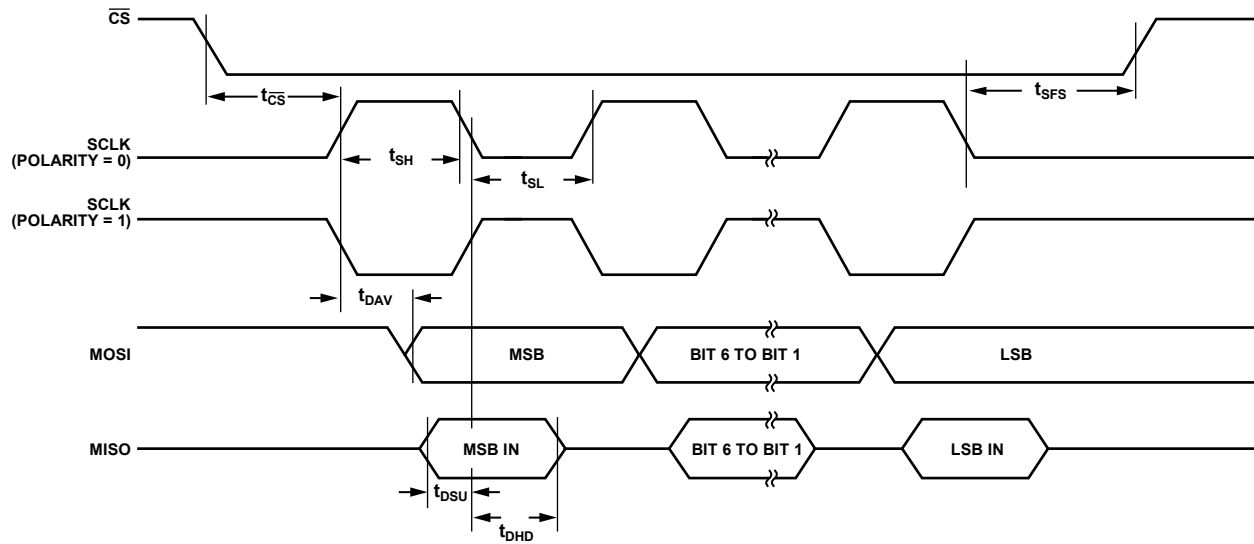 CS
tCS
tSFS
SCLK
(POLARITY = 0)
tSH
tSL
SCLK
(POLARITY = 1)
tDAV
MOSI
MSB
BIT 6 TO BIT 1
LSB
MISO
MSB IN
BIT 6 TO BIT 1
LSB IN
tDSU
tDHD